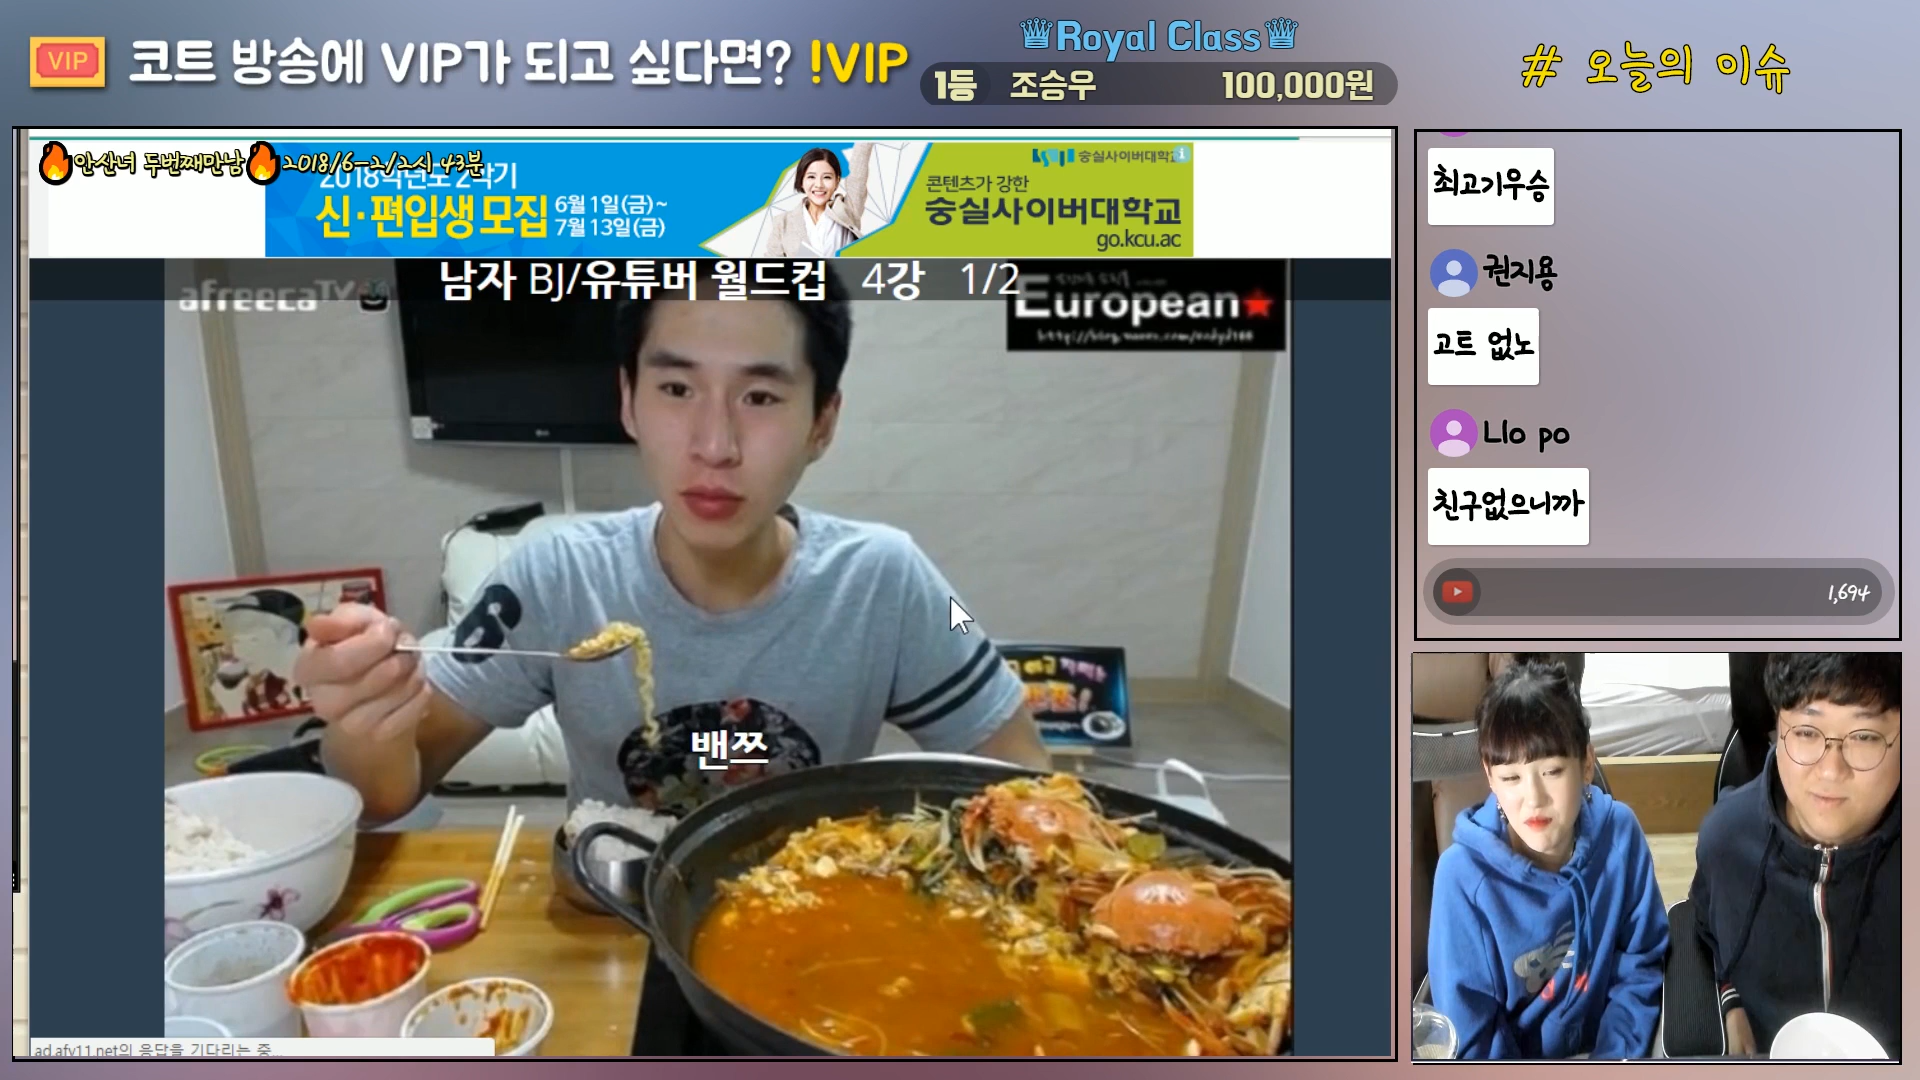 VIP
코트 방송에 VIP가 되고 싶다면? !VIP
Royal Class
1등 조승우 100,000원
# 오늘의 이슈
안산녀 두번째만남 2018/6-2/2시 43분
2018학년도 2학기
신·편입생 모집
6월 1일(금)~
7월 13일(금)
숭실사이버대학교
콘텐츠가 강한
숭실사이버대학교
go.kcu.ac
afreecaTV
남자 BJ/유튜버 월드컵 4강 1/2
European
밴쯔
ad.afy11.net의 응답을 기다리는 중...
최고기우승
권지용
고트 없노
Llo po
친구없으니까
1,694